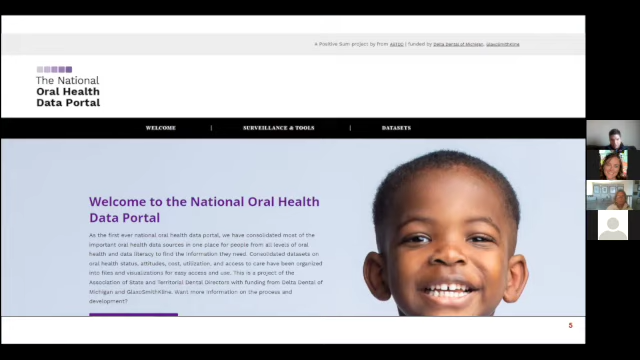 A Positive Sum project by from ASTDD | funded by Delta Dental of Michigan, GlaxoSmithKline
The National
Oral Health
Data Portal
WELCOME | SURVEILLANCE & TOOLS | DATASETS
Welcome to the National Oral Health
Data Portal
As the first ever national oral health data portal, we have consolidated most of the
important oral health data sources in one place for people from all levels of oral
health and data literacy to find the information they need. Consolidated datasets on
oral health status, attitudes, cost, utilization, and access to care have been organized
into files and visualizations for easy access and use. This is a project of the
Association of State and Territorial Dental Directors with funding from Delta Dental of
Michigan and GlaxoSmithKline. Want more information on the process and
development?
5